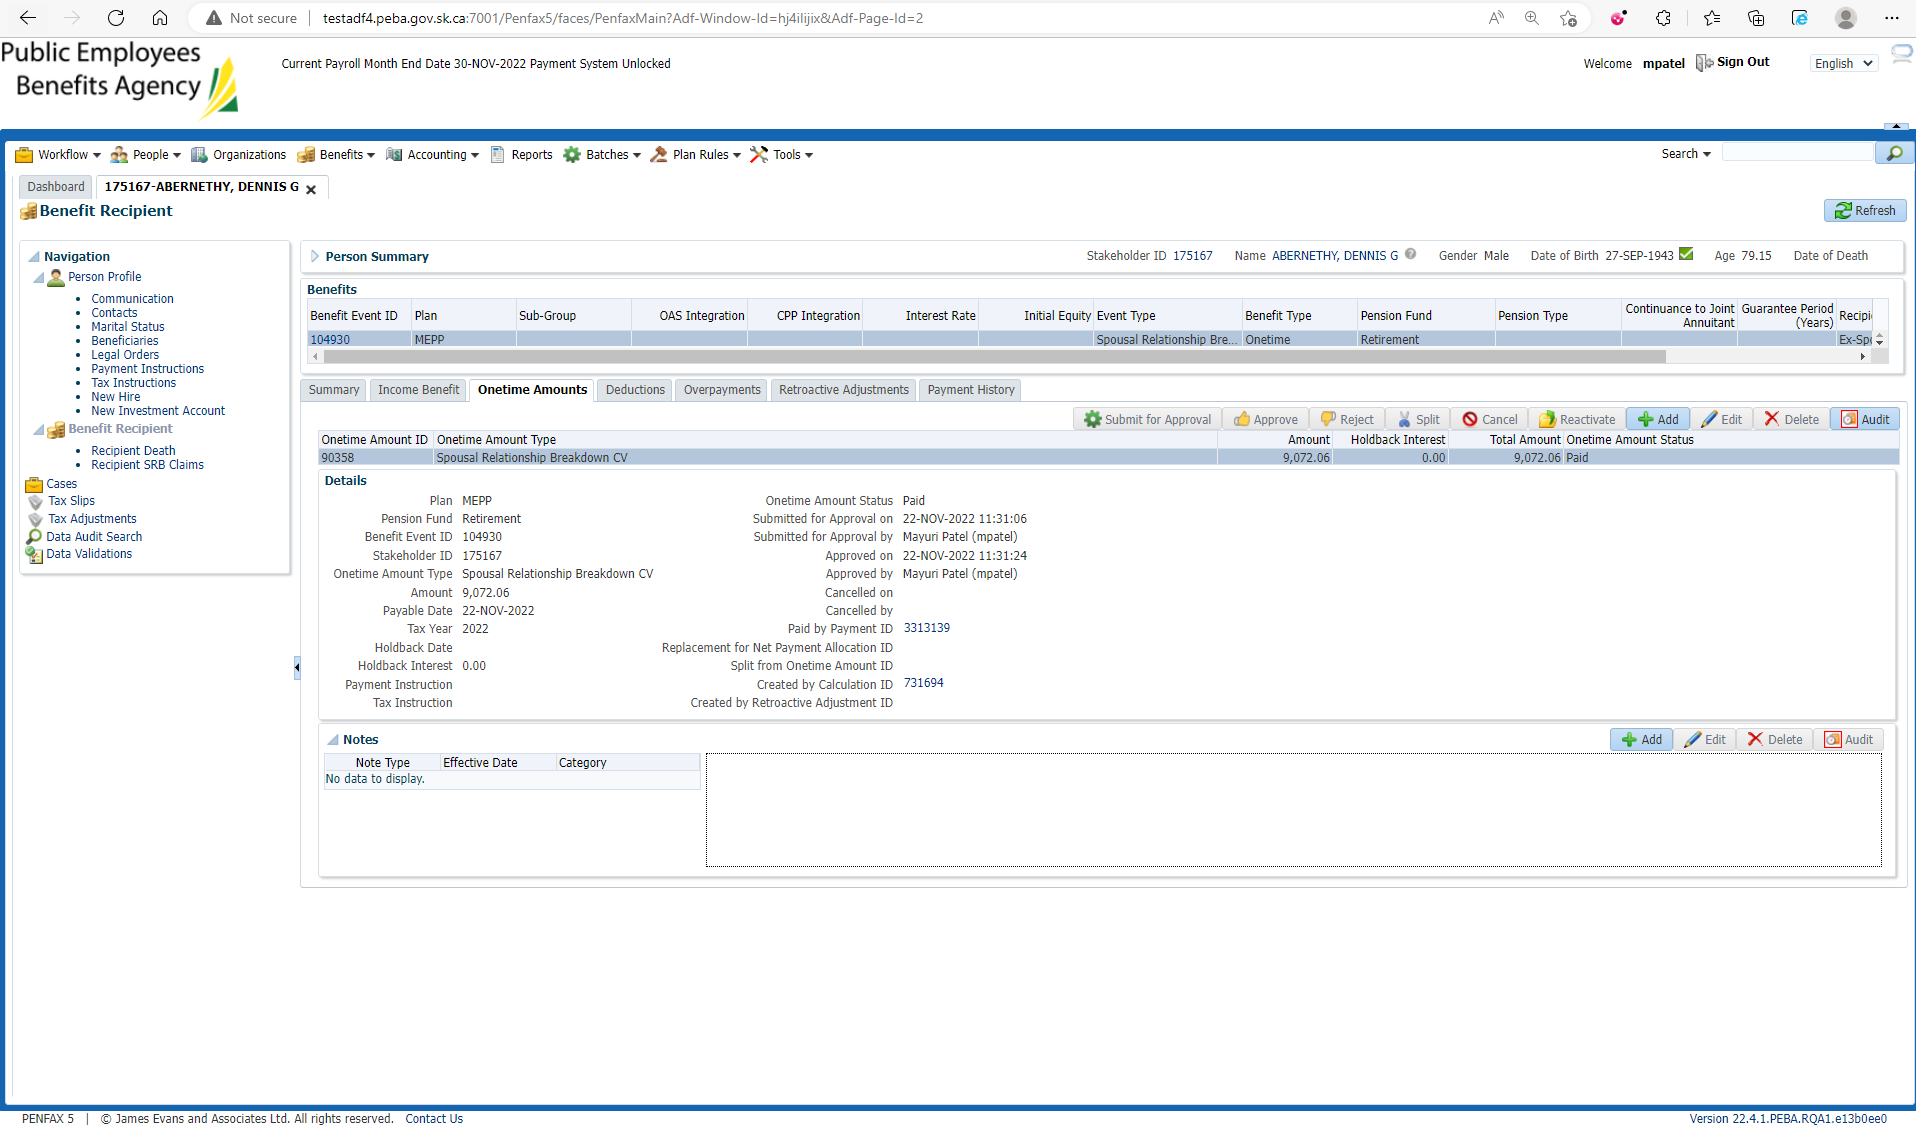 Not secure | testadf4.peba.gov.sk.ca:7001/Penfax5/faces/PenfaxMain?Adf-Window-Id=hj4ilijix&Adf-Page-Id=2
Public Employees
Benefits Agency
Current Payroll Month End Date 30-NOV-2022 Payment System Unlocked
Welcome mpatel Sign Out English
Workflow People Organizations Benefits Accounting Reports Batches Plan Rules Tools Search
Dashboard 175167-ABERNETHY, DENNIS G
Benefit Recipient Refresh
Navigation
Person Profile
• Communication
• Contacts
• Marital Status
• Beneficiaries
• Legal Orders
• Payment Instructions
• Tax Instructions
• New Hire
• New Investment Account
Benefit Recipient
• Recipient Death
• Recipient SRB Claims
Cases
Tax Slips
Tax Adjustments
Data Audit Search
Data Validations
Person Summary Stakeholder ID 175167 Name ABERNETHY, DENNIS G Gender Male Date of Birth 27-SEP-1943 Age 79.15 Date of Death
Benefits
Benefit Event ID Plan Sub-Group OAS Integration CPP Integration Interest Rate Initial Equity Event Type Benefit Type Pension Fund Pension Type Continuance to Joint Annuitant Guarantee Period (Years) Recipi
104930 MEPP Spousal Relationship Bre... Onetime Retirement Ex-Spo
Summary Income Benefit Onetime Amounts Deductions Overpayments Retroactive Adjustments Payment History
Submit for Approval Approve Reject Split Cancel Reactivate Add Edit Delete Audit
Onetime Amount ID Onetime Amount Type Amount Holdback Interest Total Amount Onetime Amount Status
90358 Spousal Relationship Breakdown CV 9,072.06 0.00 9,072.06 Paid
Details
Plan MEPP Onetime Amount Status Paid
Pension Fund Retirement Submitted for Approval on 22-NOV-2022 11:31:06
Benefit Event ID 104930 Submitted for Approval by Mayuri Patel (mpatel)
Stakeholder ID 175167 Approved on 22-NOV-2022 11:31:24
Onetime Amount Type Spousal Relationship Breakdown CV Approved by Mayuri Patel (mpatel)
Amount 9,072.06 Cancelled on
Payable Date 22-NOV-2022 Cancelled by
Tax Year 2022 Paid by Payment ID 3313139
Holdback Date Replacement for Net Payment Allocation ID
Holdback Interest 0.00 Split from Onetime Amount ID
Payment Instruction Created by Calculation ID 731694
Tax Instruction Created by Retroactive Adjustment ID
Notes Add Edit Delete Audit
Note Type Effective Date Category
No data to display.
PENFAX 5 | © James Evans and Associates Ltd. All rights reserved. Contact Us Version 22.4.1.PEBA.RQA1.e13b0ee0